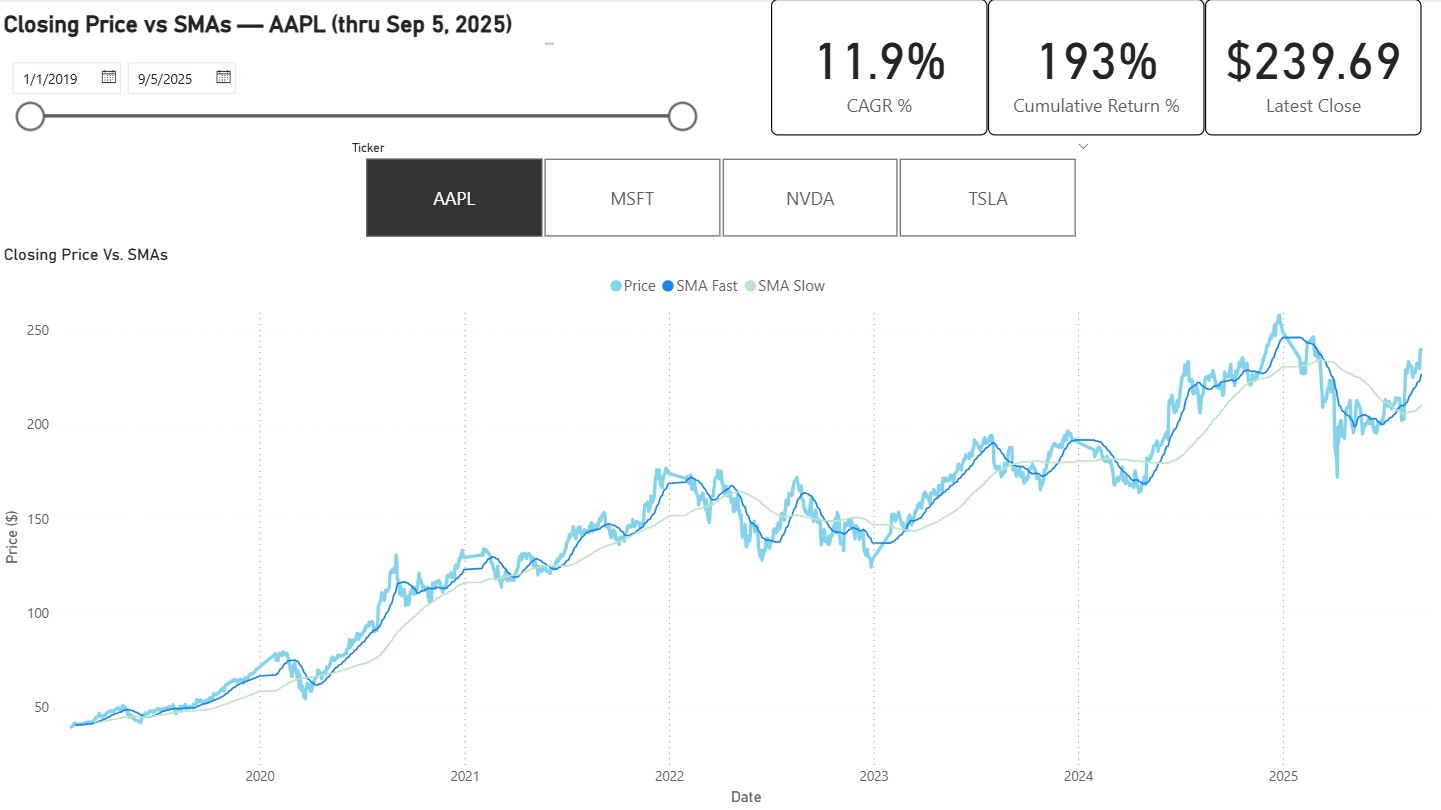 Closing Price vs SMAs — AAPL (thru Sep 5, 2025)
1/1/2019 9/5/2025
11.9%
CAGR %
193%
Cumulative Return %
$239.69
Latest Close
Ticker
AAPL MSFT NVDA TSLA
Closing Price Vs. SMAs
Price SMA Fast SMA Slow
Price ($)
250
200
150
100
50
2020 2021 2022 2023 2024 2025
Date